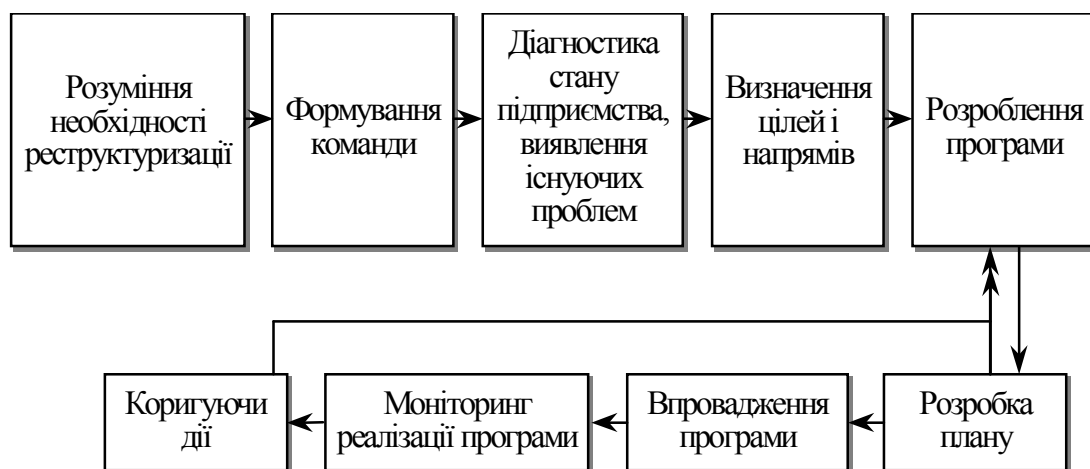 Розуміння
необхідності
реструктуризації
Формування
команди
Діагностика
стану
підприємства,
виявлення
існуючих
проблем
Визначення
цілей і
напрямів
Розроблення
програми
Коригуючи
дії
Моніторинг
реалізації програми
Впровадження
програми
Розробка
плану